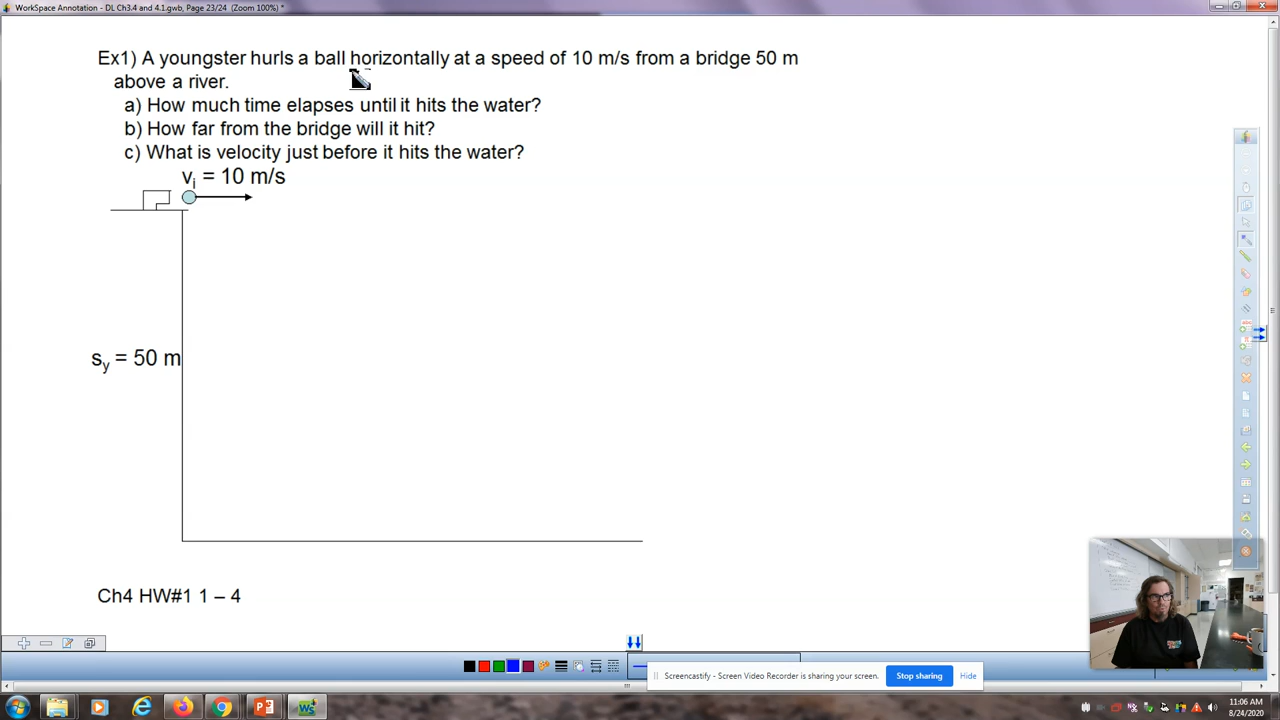 WorkSpace Annotation - DL Ch3.4 and 4.1.gwb, Page 23/24 (Zoom 100%) *
Ex1) A youngster hurls a ball horizontally at a speed of 10 m/s from a bridge 50 m
above a river.
a) How much time elapses until it hits the water?
b) How far from the bridge will it hit?
c) What is velocity just before it hits the water?
vi = 10 m/s
sy = 50 m
Ch4 HW#1 1 – 4
Screencastify - Screen Video Recorder is sharing your screen.
Stop sharing
Hide
11:06 AM
8/24/2020